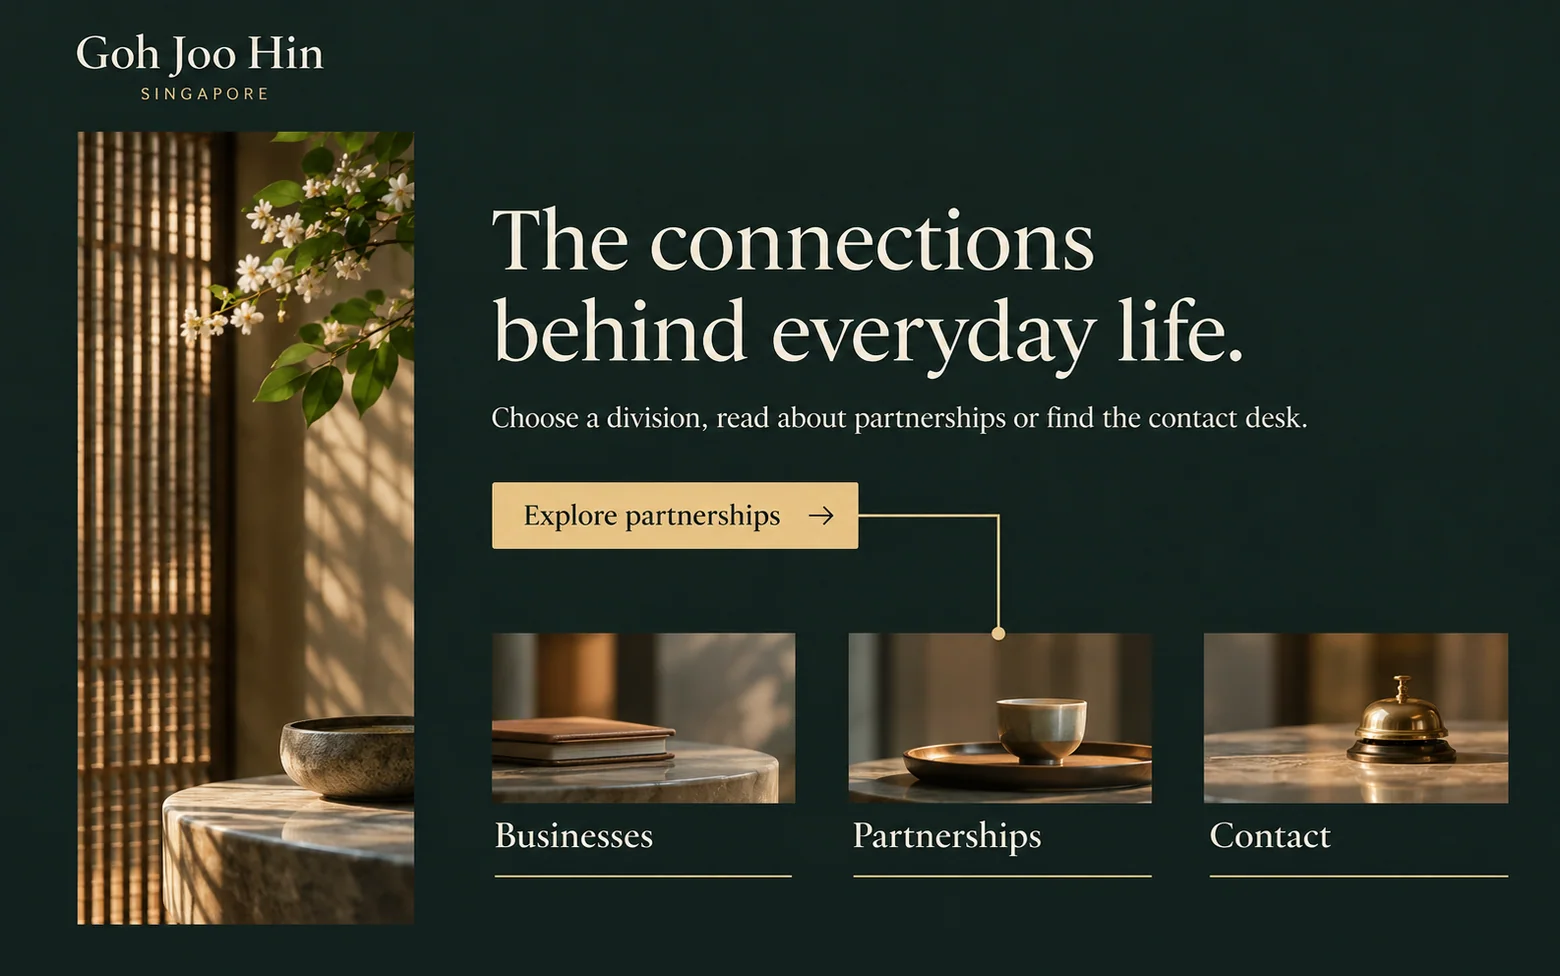 Goh Joo Hin
SINGAPORE
The connections
behind everyday life.
Choose a division, read about partnerships or find the contact desk.
Explore partnerships →
Businesses
Partnerships
Contact